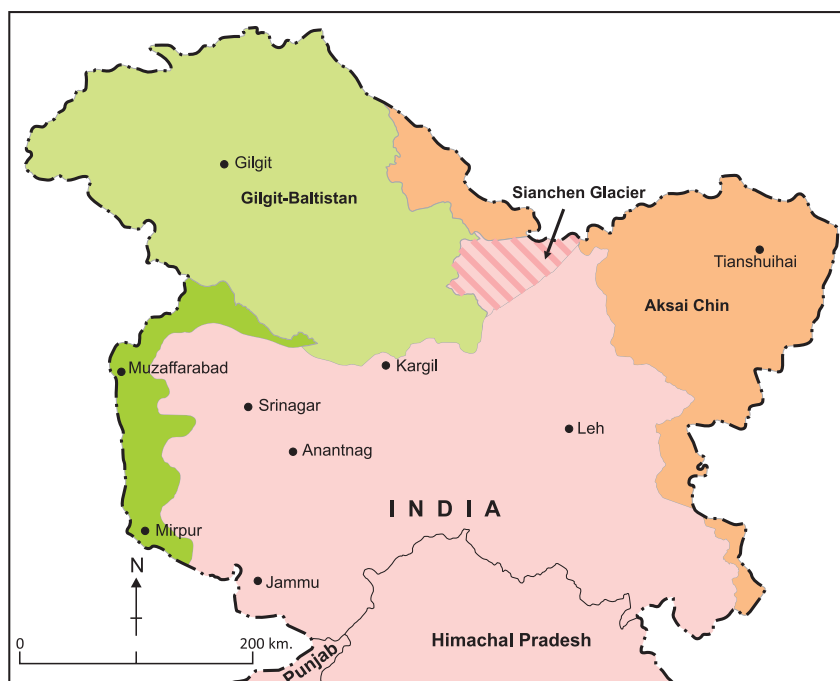 Gilgit
Gilgit-Baltistan
Sianchen Glacier
Tianshuihai
Aksai Chin
Muzaffarabad
Kargil
Srinagar
Leh
Anantnag
INDIA
Mirpur
N
Jammu
0
200 km.
Punjab
Himachal Pradesh